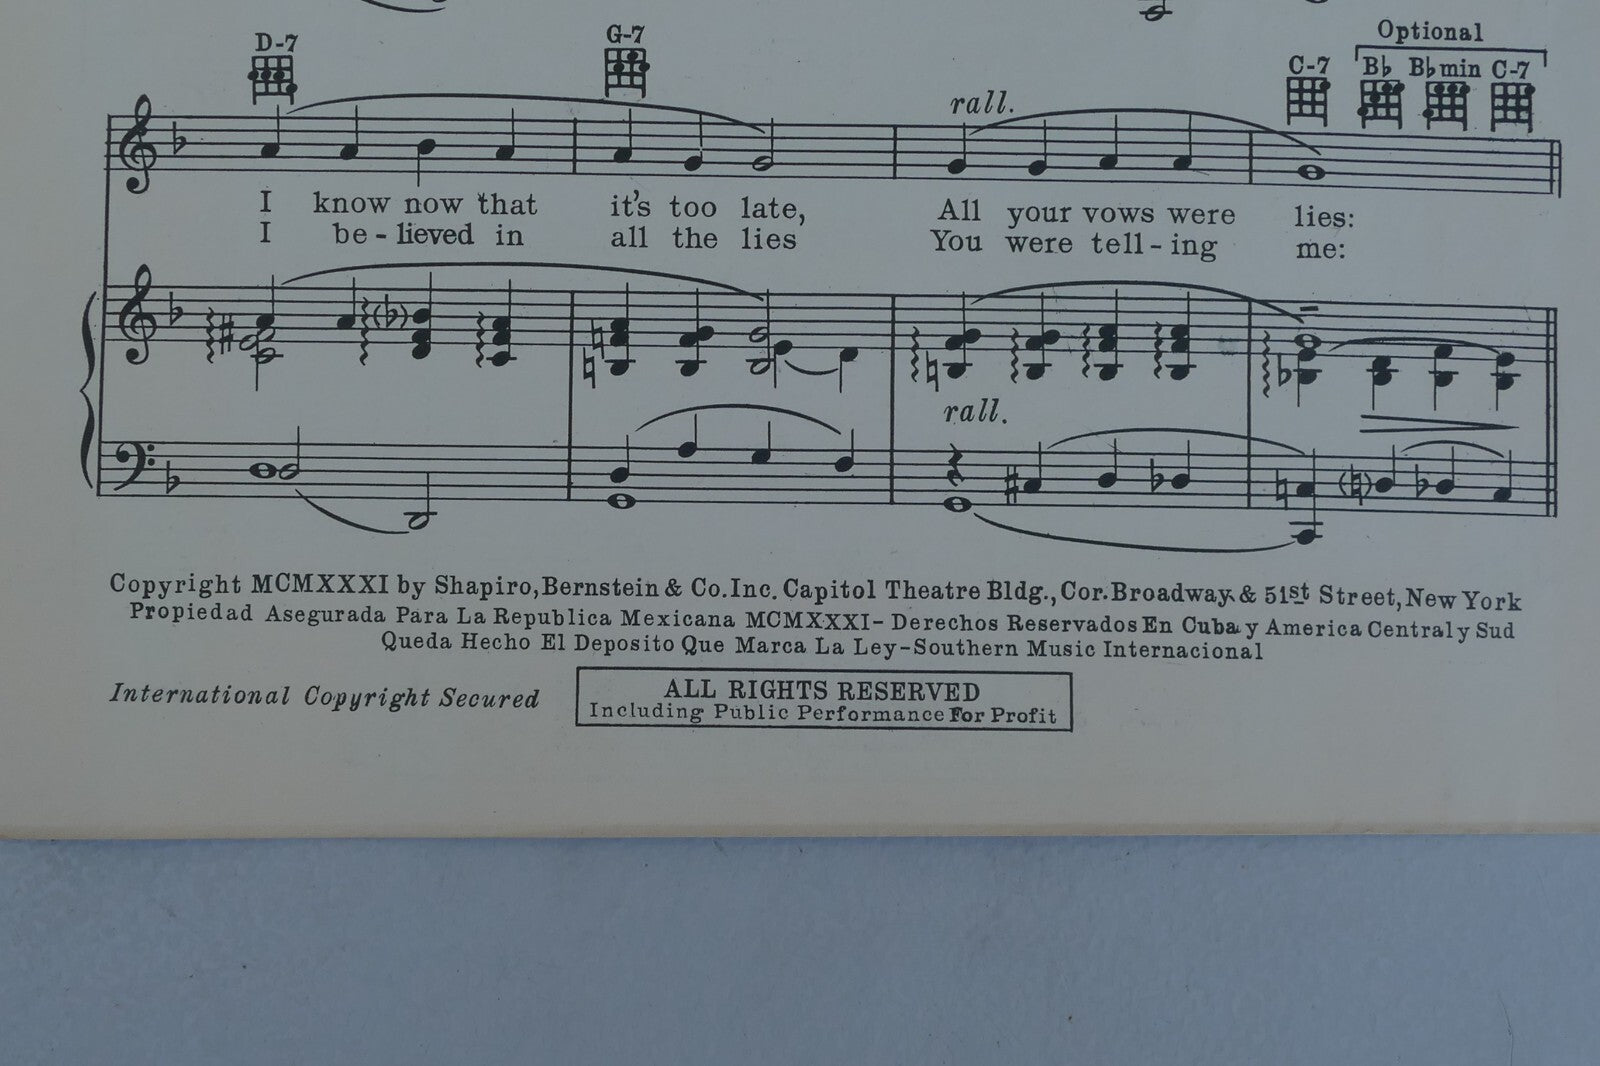 Optional
D-7 G-7 C-7 B♭ B♭min C-7
rall.
I know now that it's too late, All your vows were lies:
I be-lieved in all the lies You were tell-ing me:
rall.
Copyright MCMXXXI by Shapiro, Bernstein & Co. Inc. Capitol Theatre Bldg., Cor. Broadway & 51st Street, New York
Propiedad Asegurada Para La Republica Mexicana MCMXXXI- Derechos Reservados En Cuba y America Central y Sud
Queda Hecho El Deposito Que Marca La Ley-Southern Music Internacional
International Copyright Secured
ALL RIGHTS RESERVED
Including Public Performance For Profit